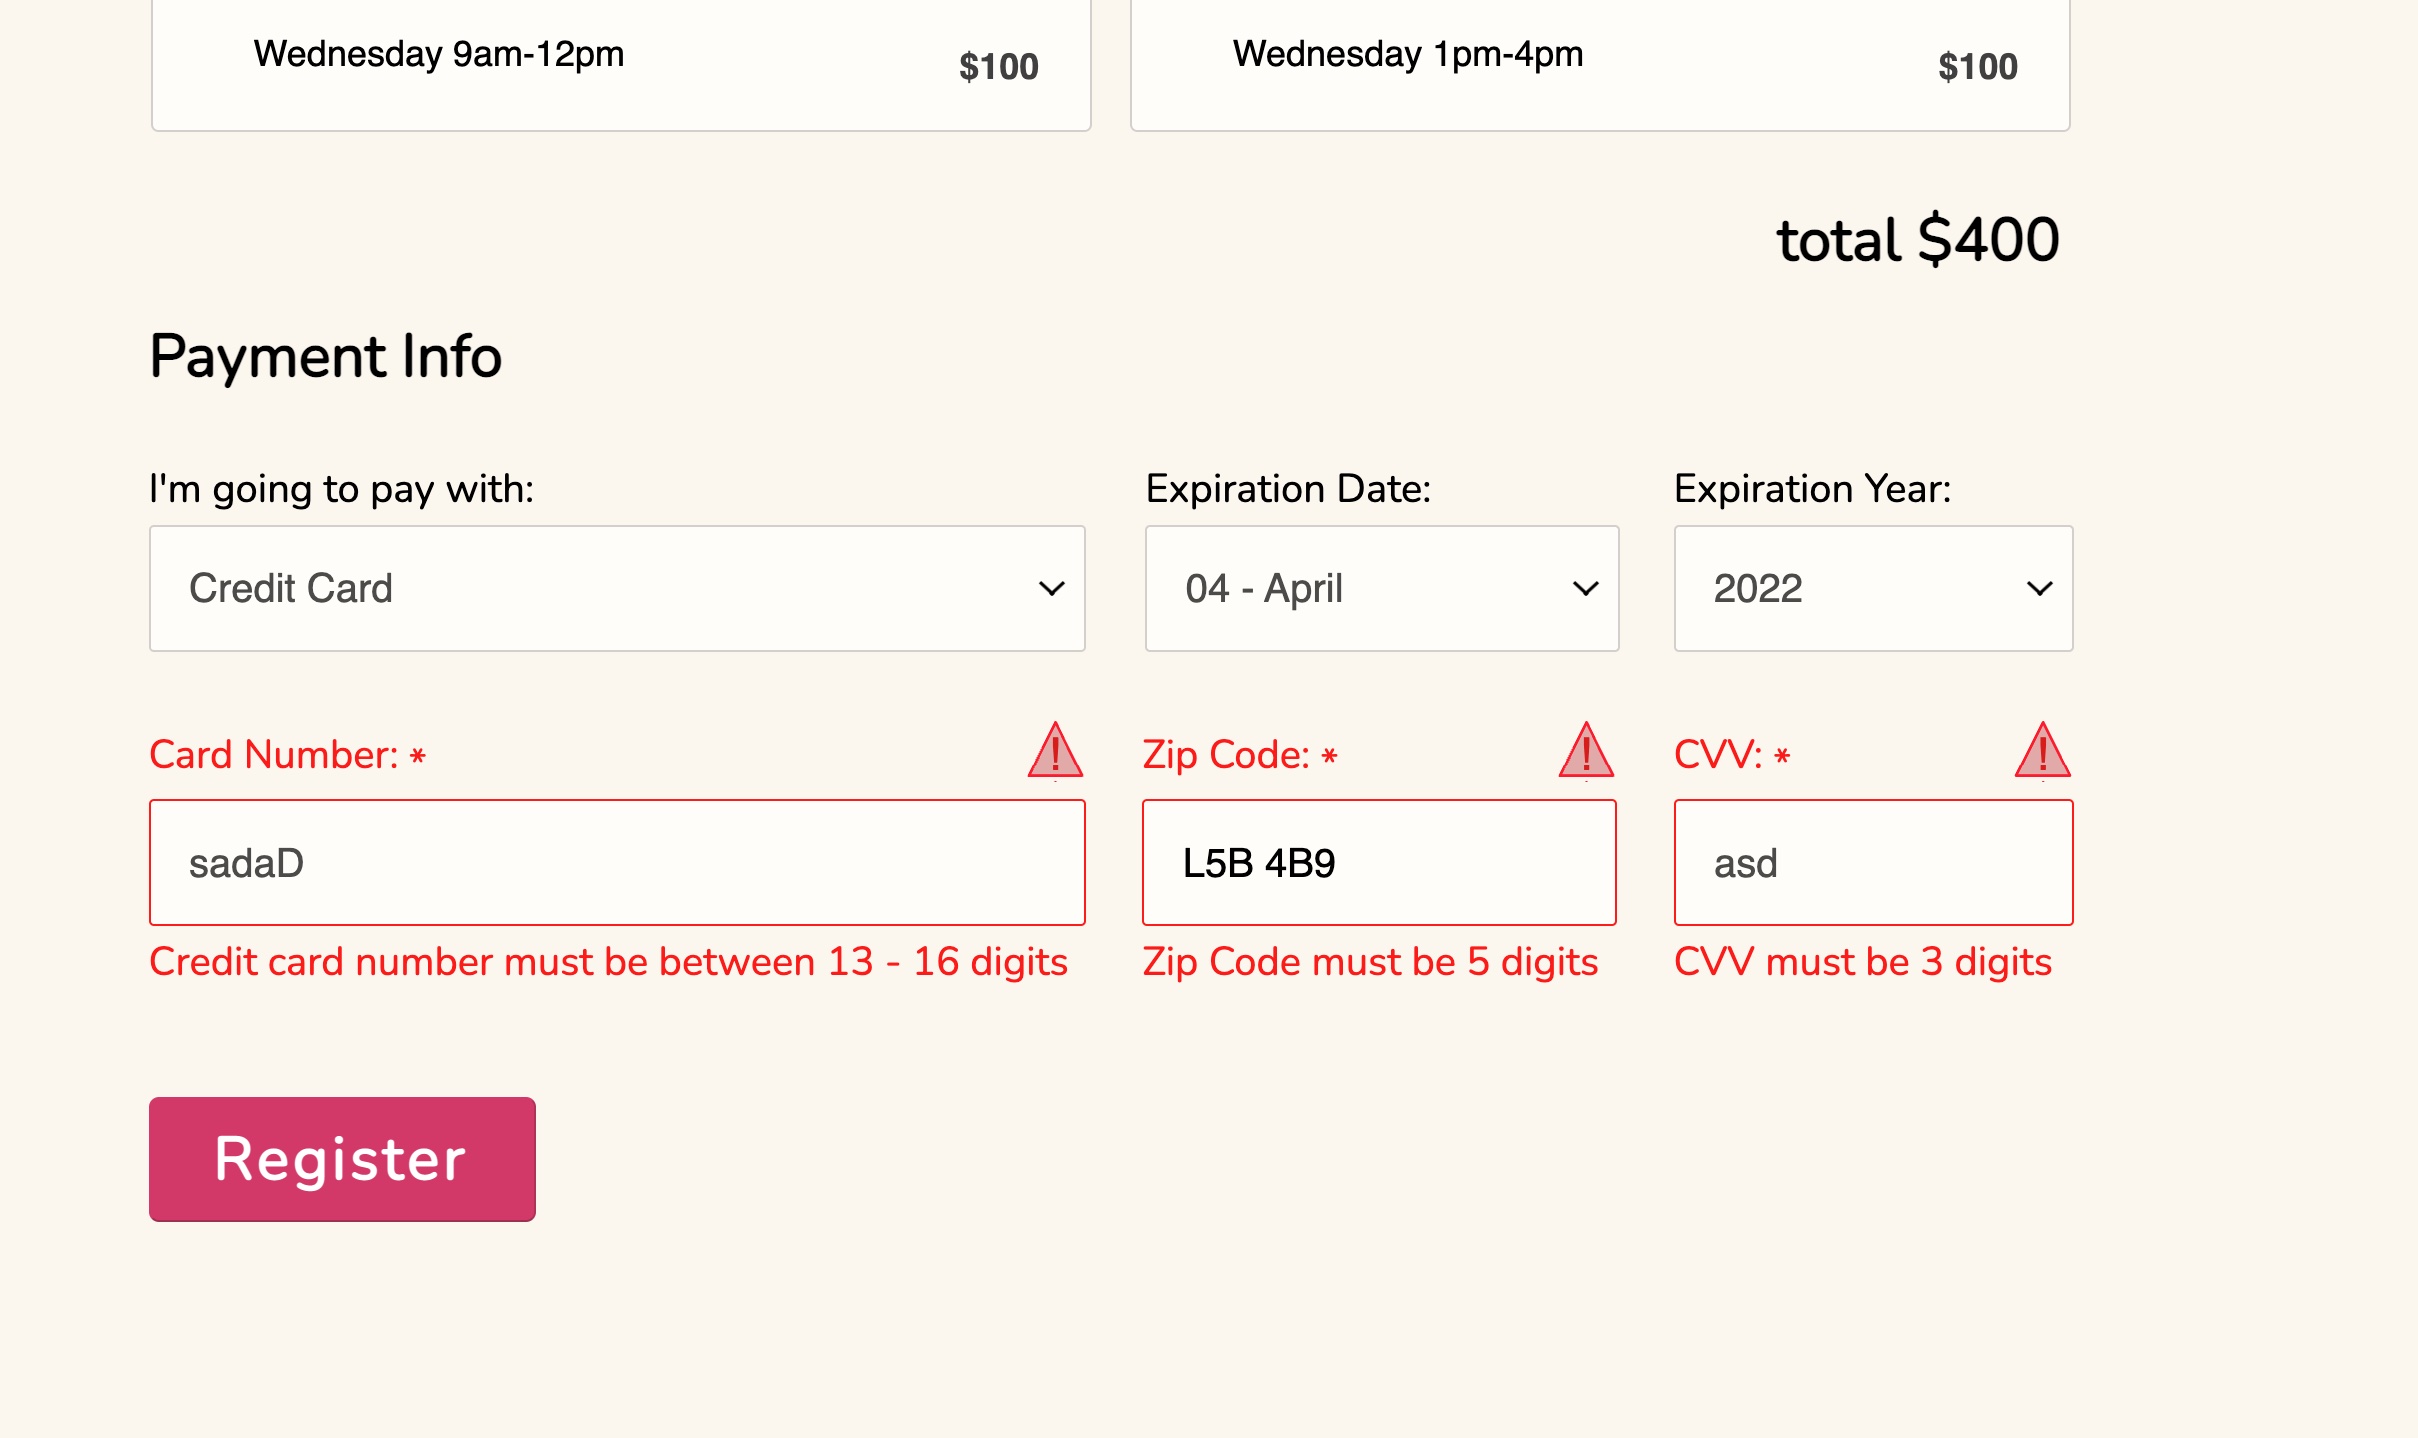 Wednesday 9am-12pm $100 Wednesday 1pm-4pm $100
total $400
Payment Info
I'm going to pay with: Expiration Date: Expiration Year:
Credit Card 04 - April 2022
Card Number: * ! Zip Code: * ! CVV: * !
sadaD L5B 4B9 asd
Credit card number must be between 13 - 16 digits Zip Code must be 5 digits CVV must be 3 digits
Register